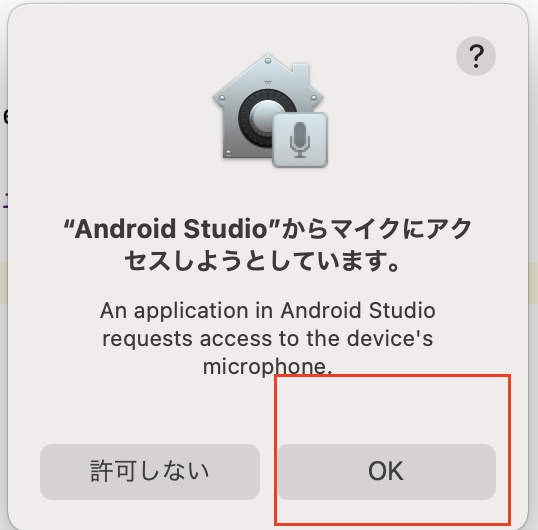 ?
“Android Studio”からマイクにアク
セスしようとしています。
An application in Android Studio
requests access to the device's
microphone.
許可しない
OK